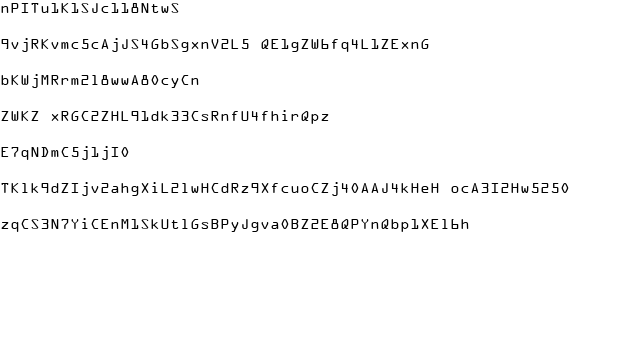 nPITu1K1SJc118NtwS
9vjRKvmc5cAjJS4GbSgxnV2L5 QE1gZW6fq4L1ZExnG
bKWjMRrm218wwA80cyCn
ZWKZ xRGC2ZHL91dk33CsRnfU4fhirQpz
E7qNDmC5j1jI0
TK1k9dZIjv2ahgXiL21wHCdRz9XfcuoCZj40AAJ4kHeH ocA3I2Hw5250
zqCS3N7YiCEnM1SkUt1GsBPyJgva0BZ2E8QPYnQbp1XE16h